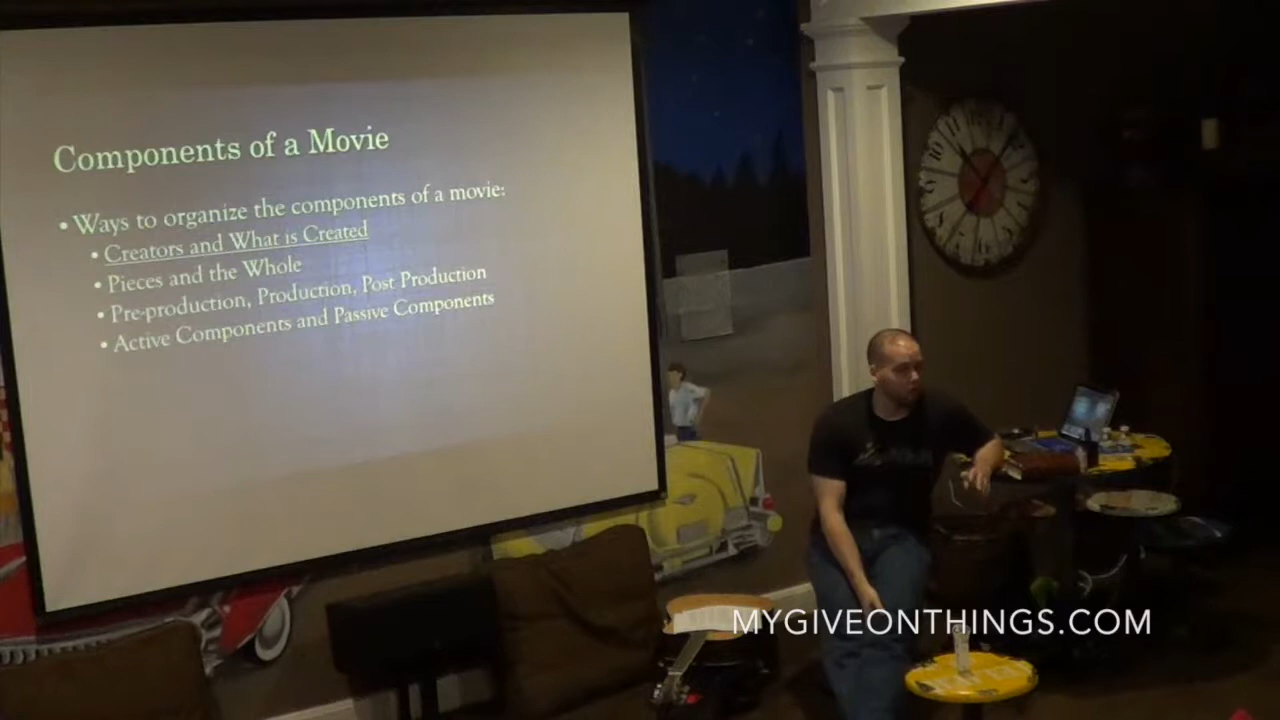 Components of a Movie
• Ways to organize the components of a movie:
• Creators and What is Created
• Pieces and the Whole
• Pre-production, Production, Post Production
• Active Components and Passive Components
MYGIVEONTHINGS.COM